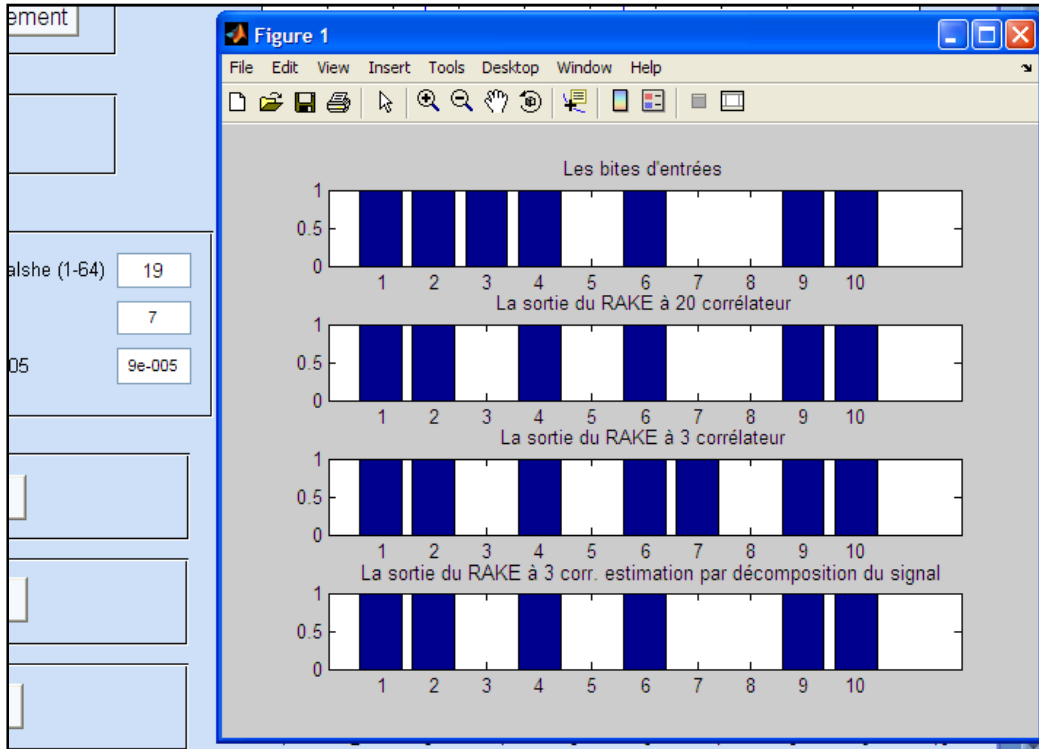 ement
Figure 1
File Edit View Insert Tools Desktop Window Help
Les bites d'entrées
1
0.5
0
1 2 3 4 5 6 7 8 9 10
La sortie du RAKE à 20 corrélateur
1
0.5
0
1 2 3 4 5 6 7 8 9 10
La sortie du RAKE à 3 corrélateur
1
0.5
0
1 2 3 4 5 6 7 8 9 10
La sortie du RAKE à 3 corr. estimation par décomposition du signal
1
0.5
0
1 2 3 4 5 6 7 8 9 10
alshe (1-64) 19
7
05 9e-005